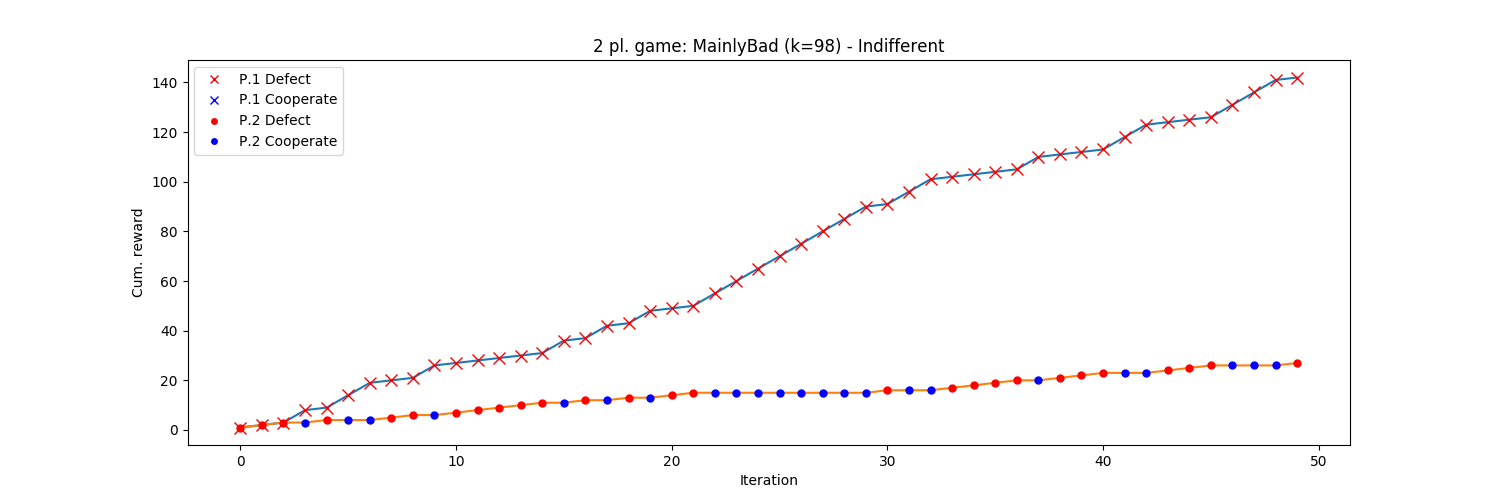 2 pl. game: MainlyBad (k=98) - Indifferent
P.1 Defect
P.1 Cooperate
P.2 Defect
P.2 Cooperate
140
120
100
80
60
40
20
0
Cum. reward
0 10 20 30 40 50
Iteration